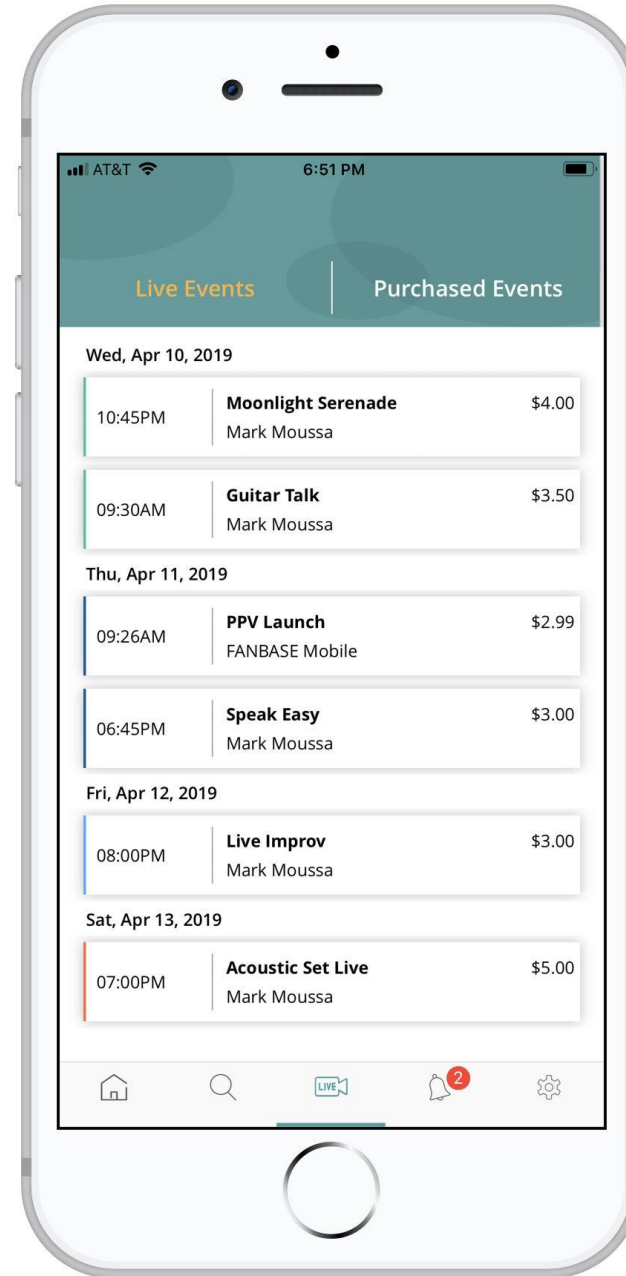 AT&T 6:51 PM
Live Events Purchased Events
Wed, Apr 10, 2019
10:45PM Moonlight Serenade $4.00
Mark Moussa
09:30AM Guitar Talk $3.50
Mark Moussa
Thu, Apr 11, 2019
09:26AM PPV Launch $2.99
FANBASE Mobile
06:45PM Speak Easy $3.00
Mark Moussa
Fri, Apr 12, 2019
08:00PM Live Improv $3.00
Mark Moussa
Sat, Apr 13, 2019
07:00PM Acoustic Set Live $5.00
Mark Moussa
LIVE 2